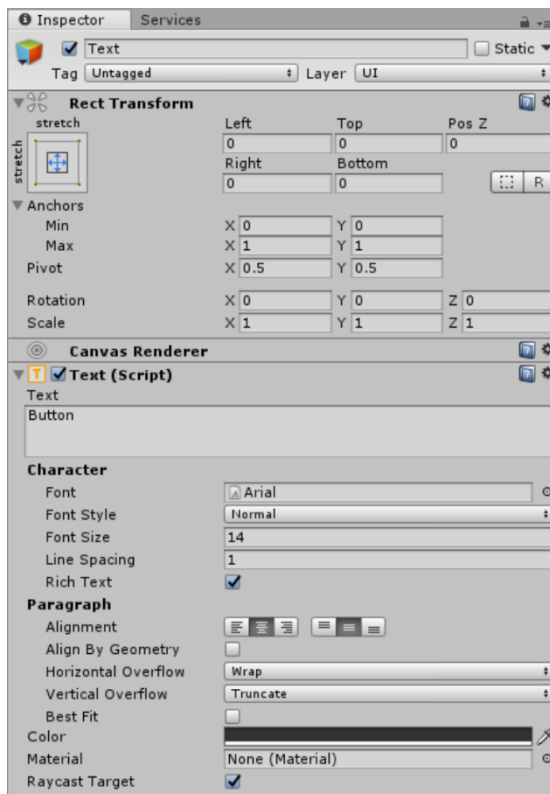 Inspector Services
Text Static
Tag Untagged Layer UI
Rect Transform
stretch Left Top Pos Z
stretch
0 0 0
Right Bottom
0 0 R
Anchors
Min X 0 Y 0
Max X 1 Y 1
Pivot X 0.5 Y 0.5
Rotation X 0 Y 0 Z 0
Scale X 1 Y 1 Z 1
Canvas Renderer
T Text (Script)
Text
Button
Character
Font Arial
Font Style Normal
Font Size 14
Line Spacing 1
Rich Text
Paragraph
Alignment
Align By Geometry
Horizontal Overflow Wrap
Vertical Overflow Truncate
Best Fit
Color
Material None (Material)
Raycast Target